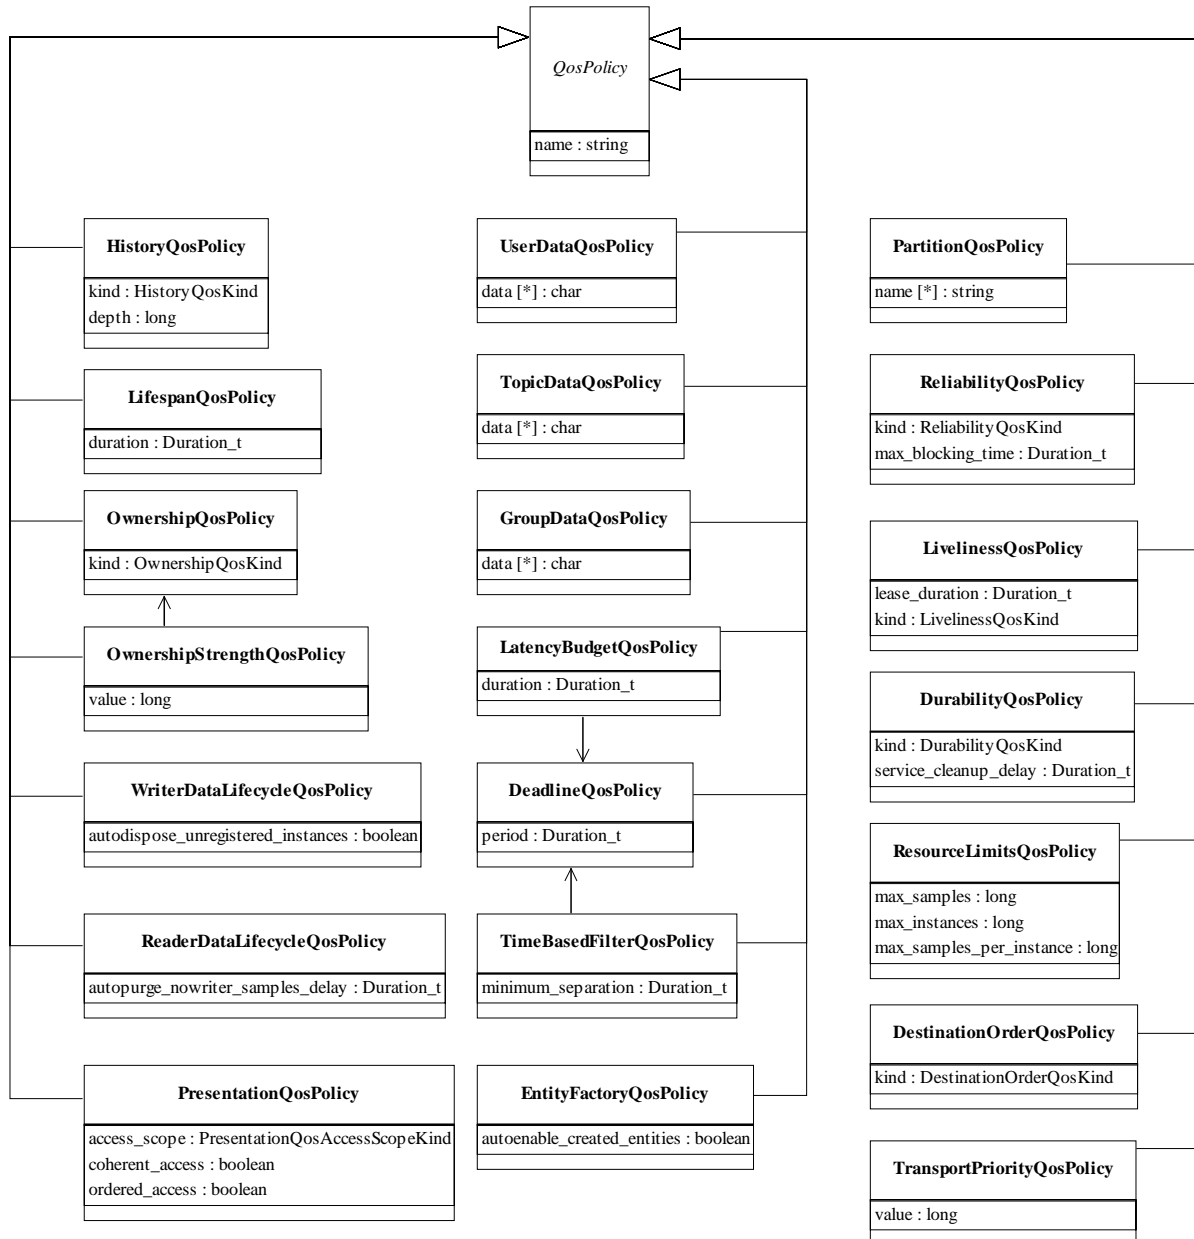 QosPolicy
name : string
HistoryQosPolicy
kind : HistoryQosKind
depth : long
LifespanQosPolicy
duration : Duration_t
OwnershipQosPolicy
kind : OwnershipQosKind
OwnershipStrengthQosPolicy
value : long
WriterDataLifecycleQosPolicy
autodispose_unregistered_instances : boolean
ReaderDataLifecycleQosPolicy
autopurge_nowriter_samples_delay : Duration_t
PresentationQosPolicy
access_scope : PresentationQosAccessScopeKind
coherent_access : boolean
ordered_access : boolean
UserDataQosPolicy
data [*] : char
TopicDataQosPolicy
data [*] : char
GroupDataQosPolicy
data [*] : char
LatencyBudgetQosPolicy
duration : Duration_t
DeadlineQosPolicy
period : Duration_t
TimeBasedFilterQosPolicy
minimum_separation : Duration_t
EntityFactoryQosPolicy
autoenable_created_entities : boolean
PartitionQosPolicy
name [*] : string
ReliabilityQosPolicy
kind : ReliabilityQosKind
max_blocking_time : Duration_t
LivelinessQosPolicy
lease_duration : Duration_t
kind : LivelinessQosKind
DurabilityQosPolicy
kind : DurabilityQosKind
service_cleanup_delay : Duration_t
ResourceLimitsQosPolicy
max_samples : long
max_instances : long
max_samples_per_instance : long
DestinationOrderQosPolicy
kind : DestinationOrderQosKind
TransportPriorityQosPolicy
value : long